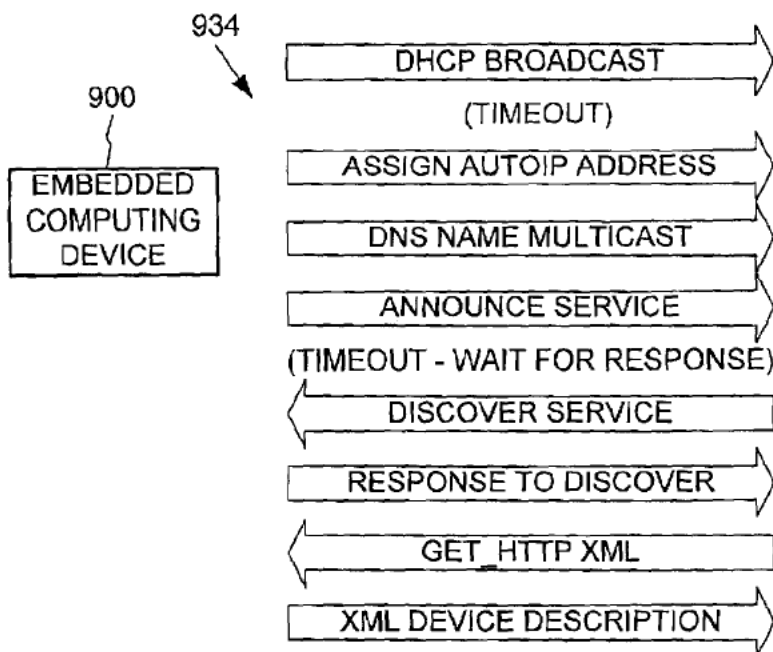 934
DHCP BROADCAST
(TIMEOUT)
900
ASSIGN AUTOIP ADDRESS
EMBEDDED
COMPUTING
DEVICE
DNS NAME MULTICAST
ANNOUNCE SERVICE
(TIMEOUT - WAIT FOR RESPONSE)
DISCOVER SERVICE
RESPONSE TO DISCOVER
GET_HTTP XML
XML DEVICE DESCRIPTION